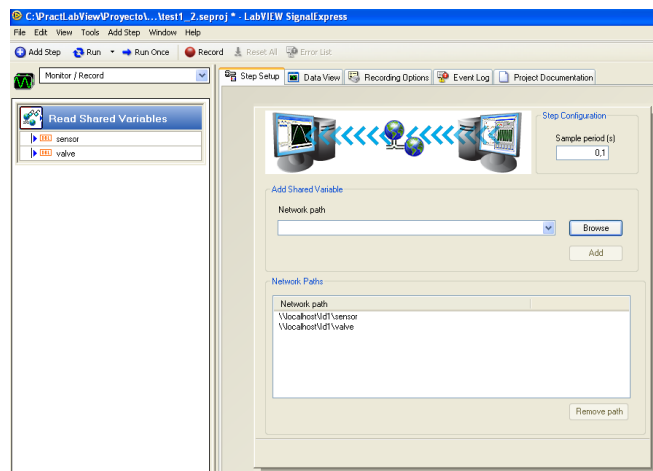 C:\PractLabView\Proyecto\...\test1_2.seproj * - LabVIEW SignalExpress
File Edit View Tools Add Step Window Help
Add Step Run Run Once Record Reset All Error List
Monitor / Record
Step Setup Data View Recording Options Event Log Project Documentation
Read Shared Variables
sensor
valve
Step Configuration
Sample period (s)
0,1
Add Shared Variable
Network path
Browse
Add
Network Paths
Network path
\\localhost\ld1\sensor
\\localhost\ld1\valve
Remove path